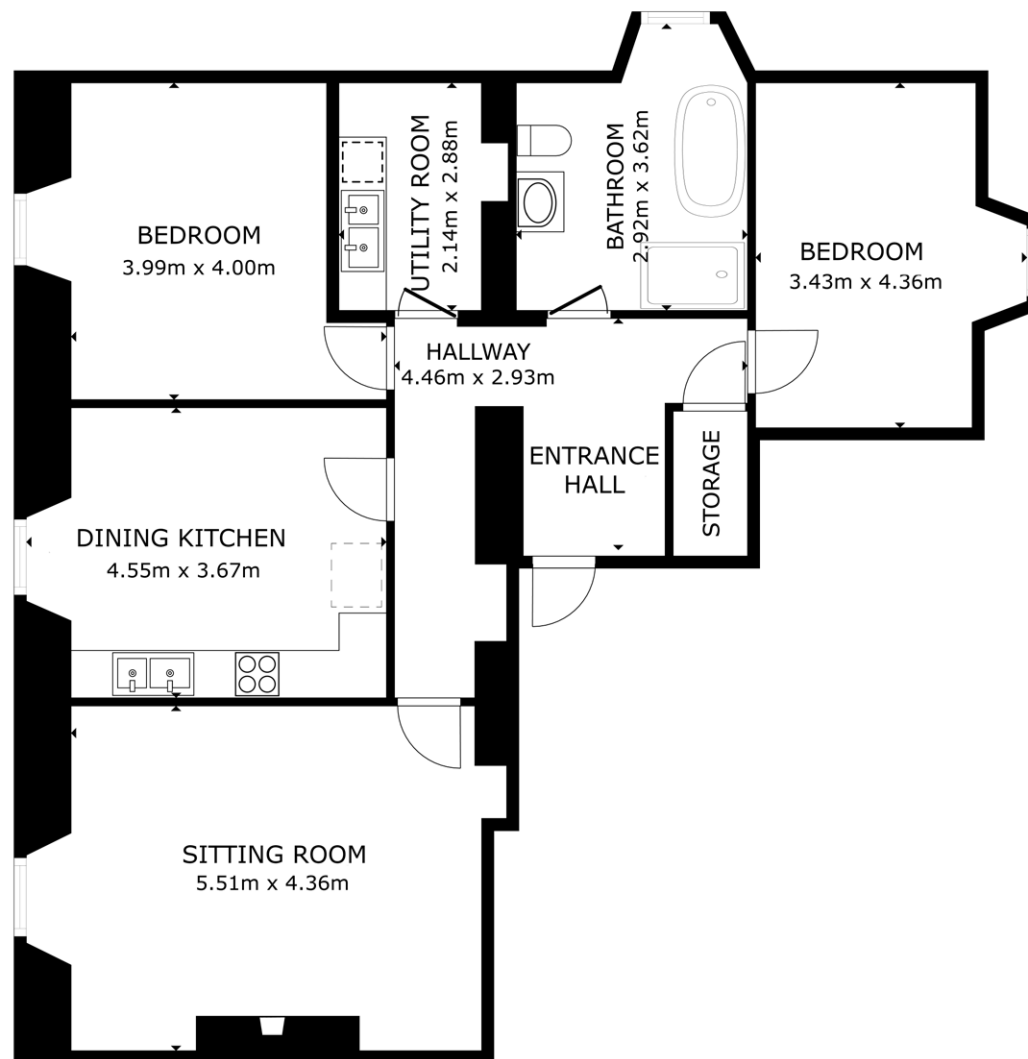 BEDROOM
3.99m x 4.00m
UTILITY ROOM
2.14m x 2.88m
BATHROOM
2.92m x 3.62m
BEDROOM
3.43m x 4.36m
HALLWAY
4.46m x 2.93m
ENTRANCE
HALL
STORAGE
DINING KITCHEN
4.55m x 3.67m
SITTING ROOM
5.51m x 4.36m